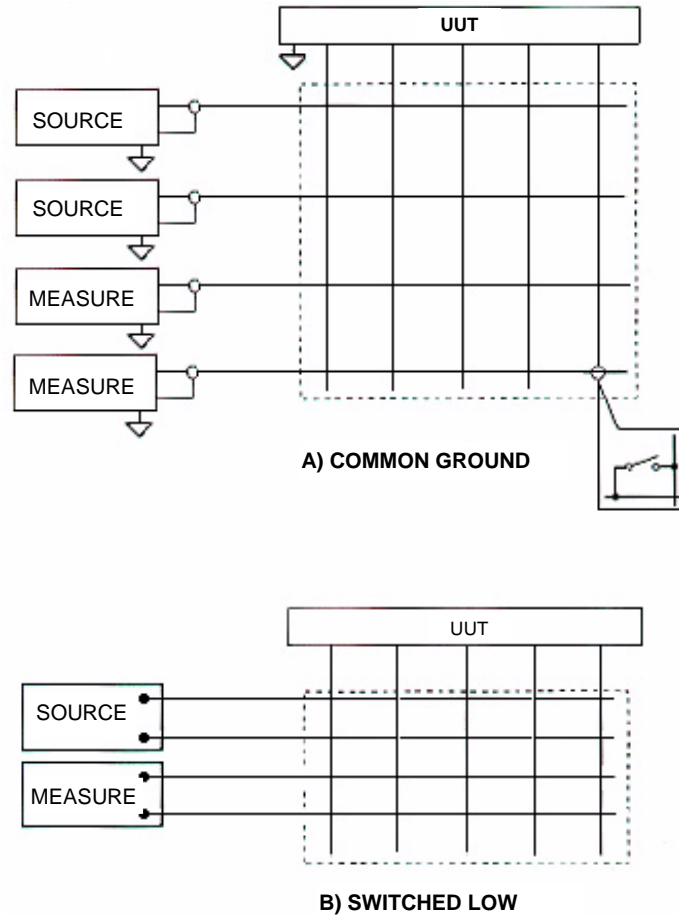 UUT
SOURCE
SOURCE
MEASURE
MEASURE
A) COMMON GROUND
UUT
SOURCE
MEASURE
B) SWITCHED LOW